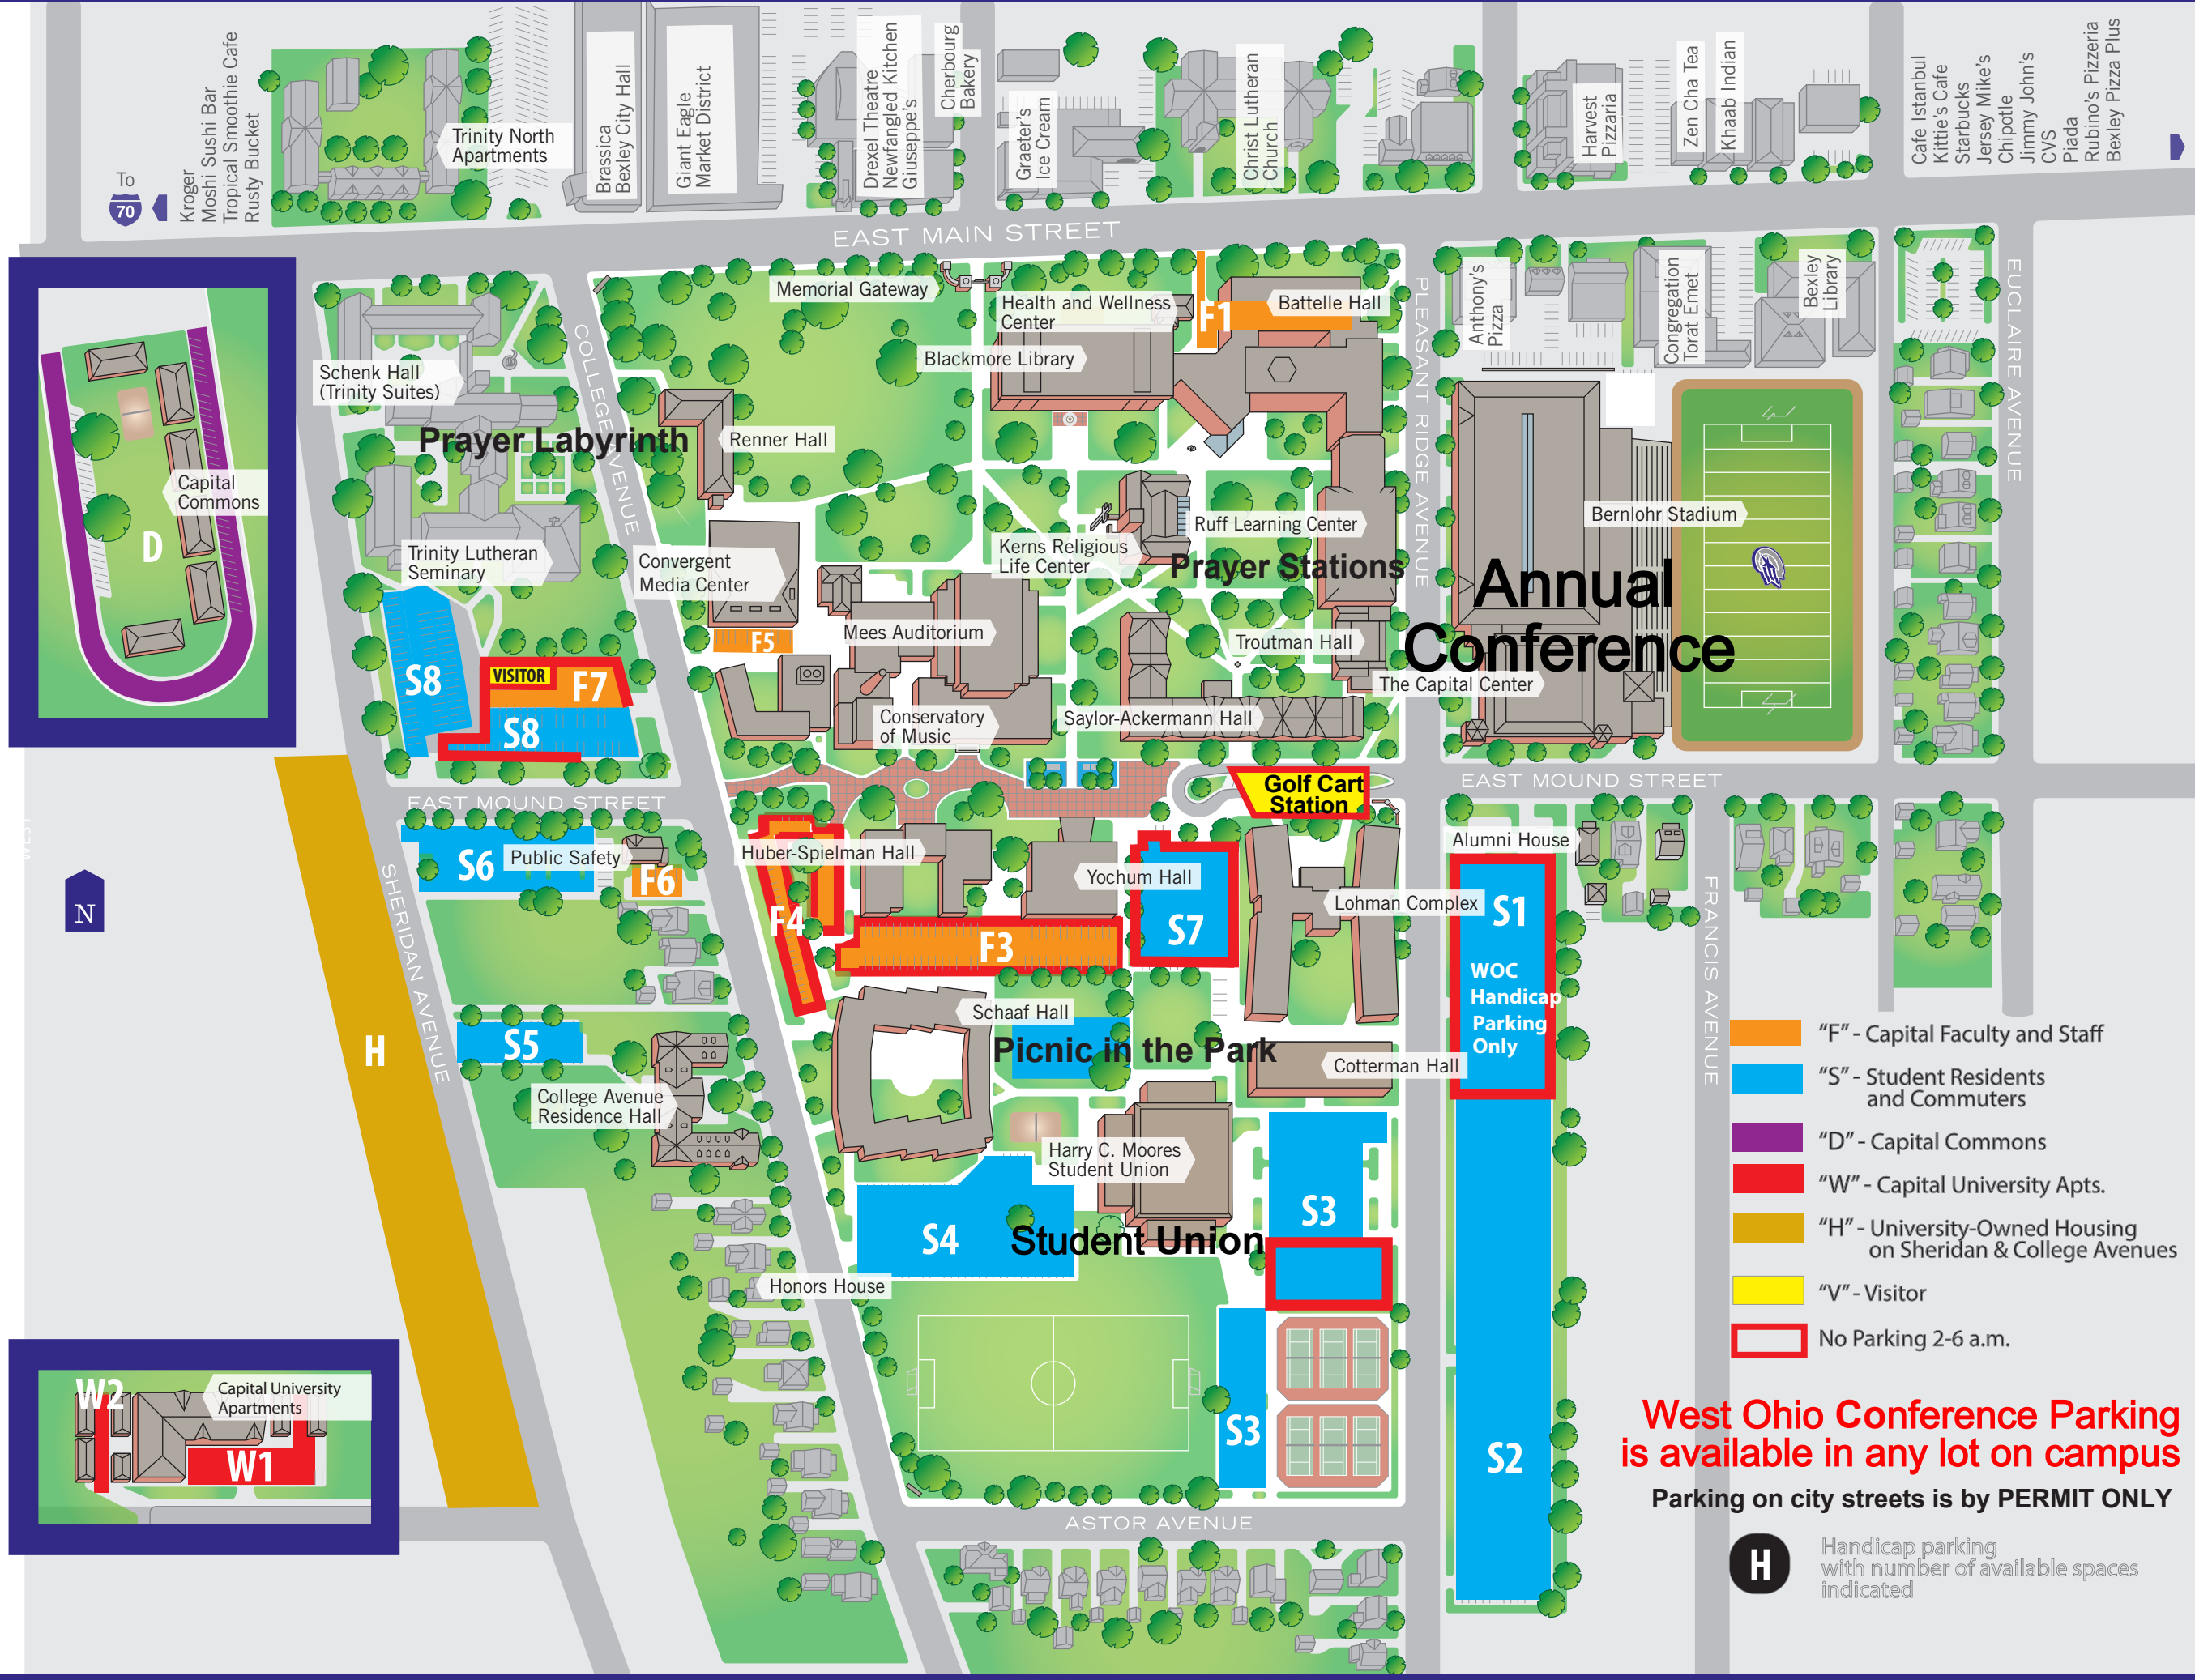 To
70
Kroger
Moshi Sushi Bar
Tropical Smoothie Cafe
Rusty Bucket
Trinity North
Apartments
Brassica
Bexley City Hall
Giant Eagle
Market District
Drexel Theatre
Newfangled Kitchen
Giuseppe's
Cherbourg
Bakery
Graeter's
Ice Cream
Christ Lutheran
Church
Harvest
Pizzaria
Zen Cha Tea
Khaab Indian
Cafe Istanbul
Kittie's Cafe
Starbucks
Jersey Mike's
Chipotle
Jimmy John's
CVS
Piada
Rubino's Pizzeria
Bexley Pizza Plus
EAST MAIN STREET
Memorial Gateway
Health and Wellness
Center
F1
Battelle Hall
Blackmore Library
PLEASANT RIDGE AVENUE
Anthony's
Pizza
Congregation
Torat Emet
Bexley
Library
EUCLAIRE AVENUE
Schenk Hall
(Trinity Suites)
COLLEGE AVENUE
Prayer Labyrinth
Renner Hall
Capital
Commons
D
Trinity Lutheran
Seminary
Convergent
Media Center
Kerns Religious
Life Center
Ruff Learning Center
Prayer Stations
Bernlohr Stadium
Annual
Conference
F5
Mees Auditorium
Troutman Hall
The Capital Center
S8
VISITOR
F7
S8
Conservatory
of Music
Saylor-Ackermann Hall
Golf Cart
Station
EAST MOUND STREET
EAST MOUND STREET
S6
Public Safety
F6
Huber-Spielman Hall
Yochum Hall
Alumni House
Lohman Complex
N
SHERIDAN AVENUE
F4
F3
S7
S1
WOC
Handicap
Parking
Only
FRANCIS AVENUE
H
S5
Schaaf Hall
Picnic in the Park
Cotterman Hall
College Avenue
Residence Hall
Harry C. Moores
Student Union
S4
Student Union
S3
Honors House
S3
S2
W2
Capital University
Apartments
W1
ASTOR AVENUE
“F” - Capital Faculty and Staff
“S” - Student Residents
and Commuters
“D” - Capital Commons
“W” - Capital University Apts.
“H” - University-Owned Housing
on Sheridan & College Avenues
“V” - Visitor
No Parking 2-6 a.m.
West Ohio Conference Parking
is available in any lot on campus
Parking on city streets is by PERMIT ONLY
H
Handicap parking
with number of available spaces
indicated